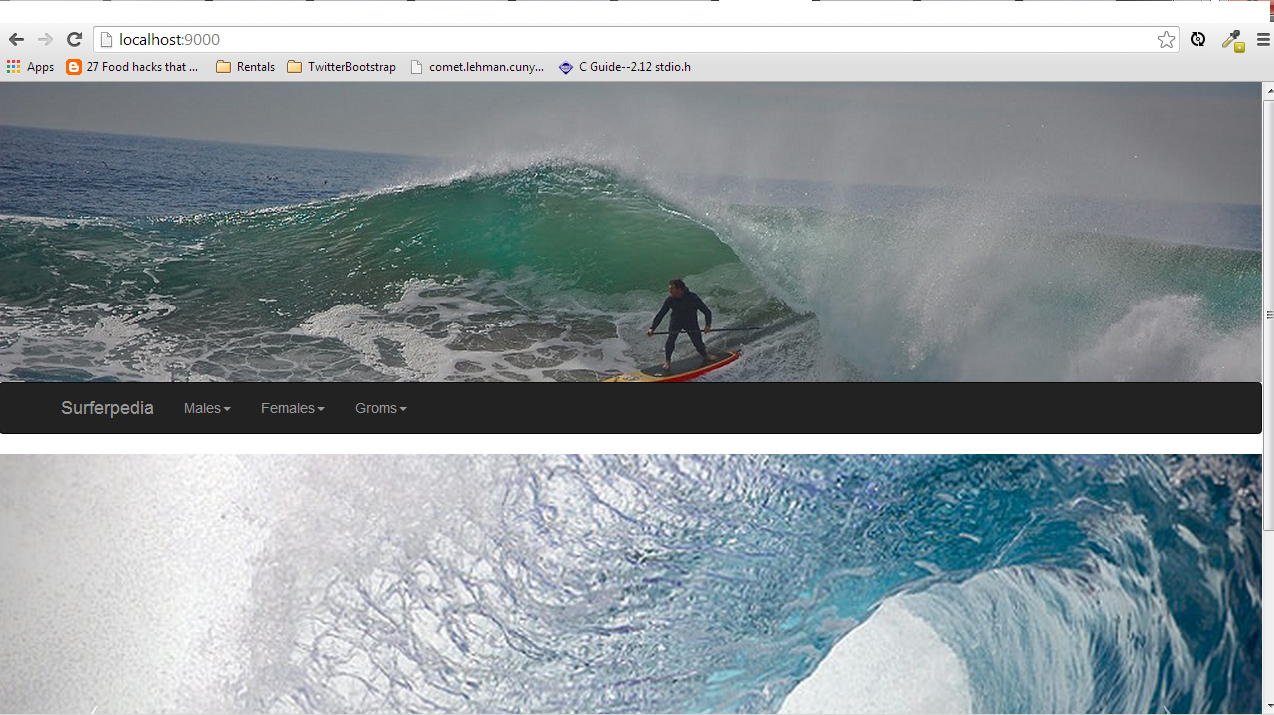 localhost:9000
Apps 27 Food hacks that ... Rentals TwitterBootstrap comet.lehman.cuny,... C Guide--2.12 stdio.h
Surferpedia Males Females Groms